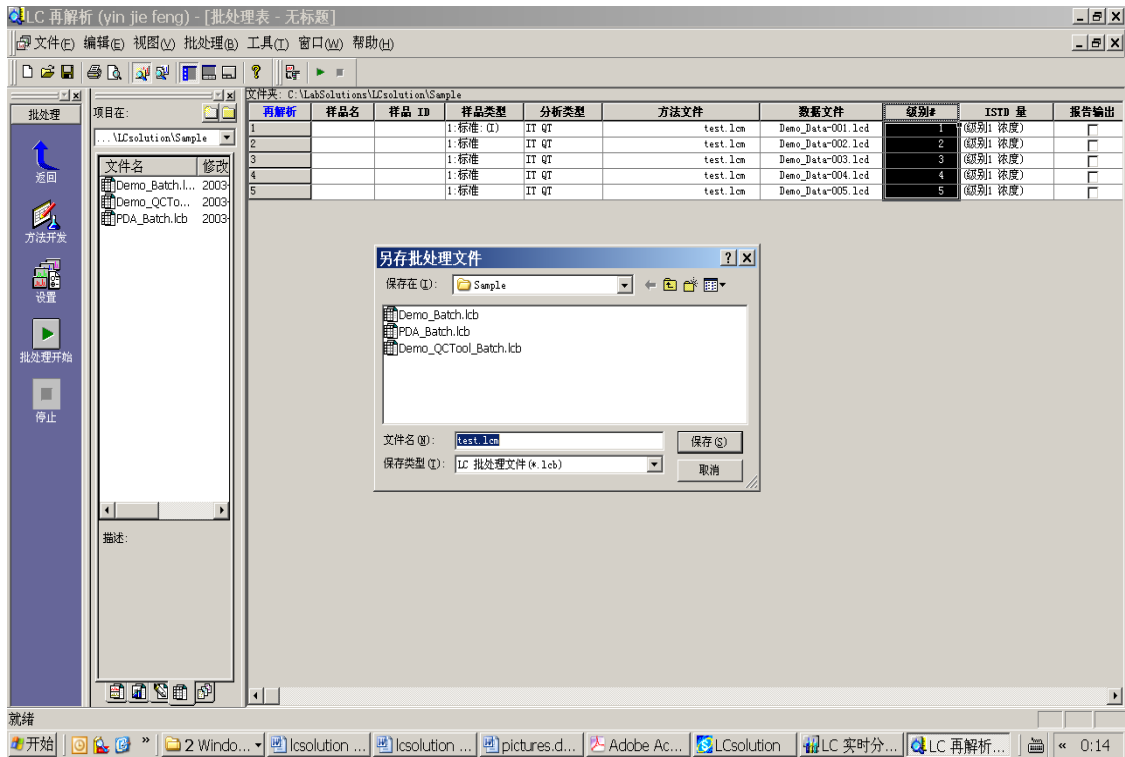 LC 再解析 (yin jie feng) - [批处理表 - 无标题]
文件(F) 编辑(E) 视图(V) 批处理(B) 工具(T) 窗口(W) 帮助(H)
文件夹: C:\LabSolutions\LCsolution\Sample
批处理
返回
方法开发
设置
批处理开始
停止
项目在:
...\LCsolution\Sample
文件名 修改
Demo_Batch.l... 2003-
Demo_QCTo... 2003-
PDA_Batch.lcb 2003-
描述:
再解析 样品名 样品 ID 样品类型 分析类型 方法文件 数据文件 级别# ISTD 量 报告输出
1 1:标准:(I) IT QT test.lcm Demo_Data-001.lcd 1 (级别1 浓度)
2 1:标准 IT QT test.lcm Demo_Data-002.lcd 2 (级别1 浓度)
3 1:标准 IT QT test.lcm Demo_Data-003.lcd 3 (级别1 浓度)
4 1:标准 IT QT test.lcm Demo_Data-004.lcd 4 (级别1 浓度)
5 1:标准 IT QT test.lcm Demo_Data-005.lcd 5 (级别1 浓度)
另存批处理文件
保存在(I): Sample
Demo_Batch.lcb
PDA_Batch.lcb
Demo_QCTool_Batch.lcb
文件名(N): test.lcm 保存(S)
保存类型(T): LC 批处理文件(*.lcb) 取消
就绪
开始 » 2 Windo... lcsolution ... lcsolution ... pictures.d... Adobe Ac... LCsolution LC 实时分... LC 再解析... « 0:14